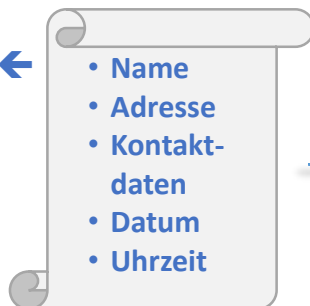 • Name
• Adresse
• Kontakt-
daten
• Datum
• Uhrzeit